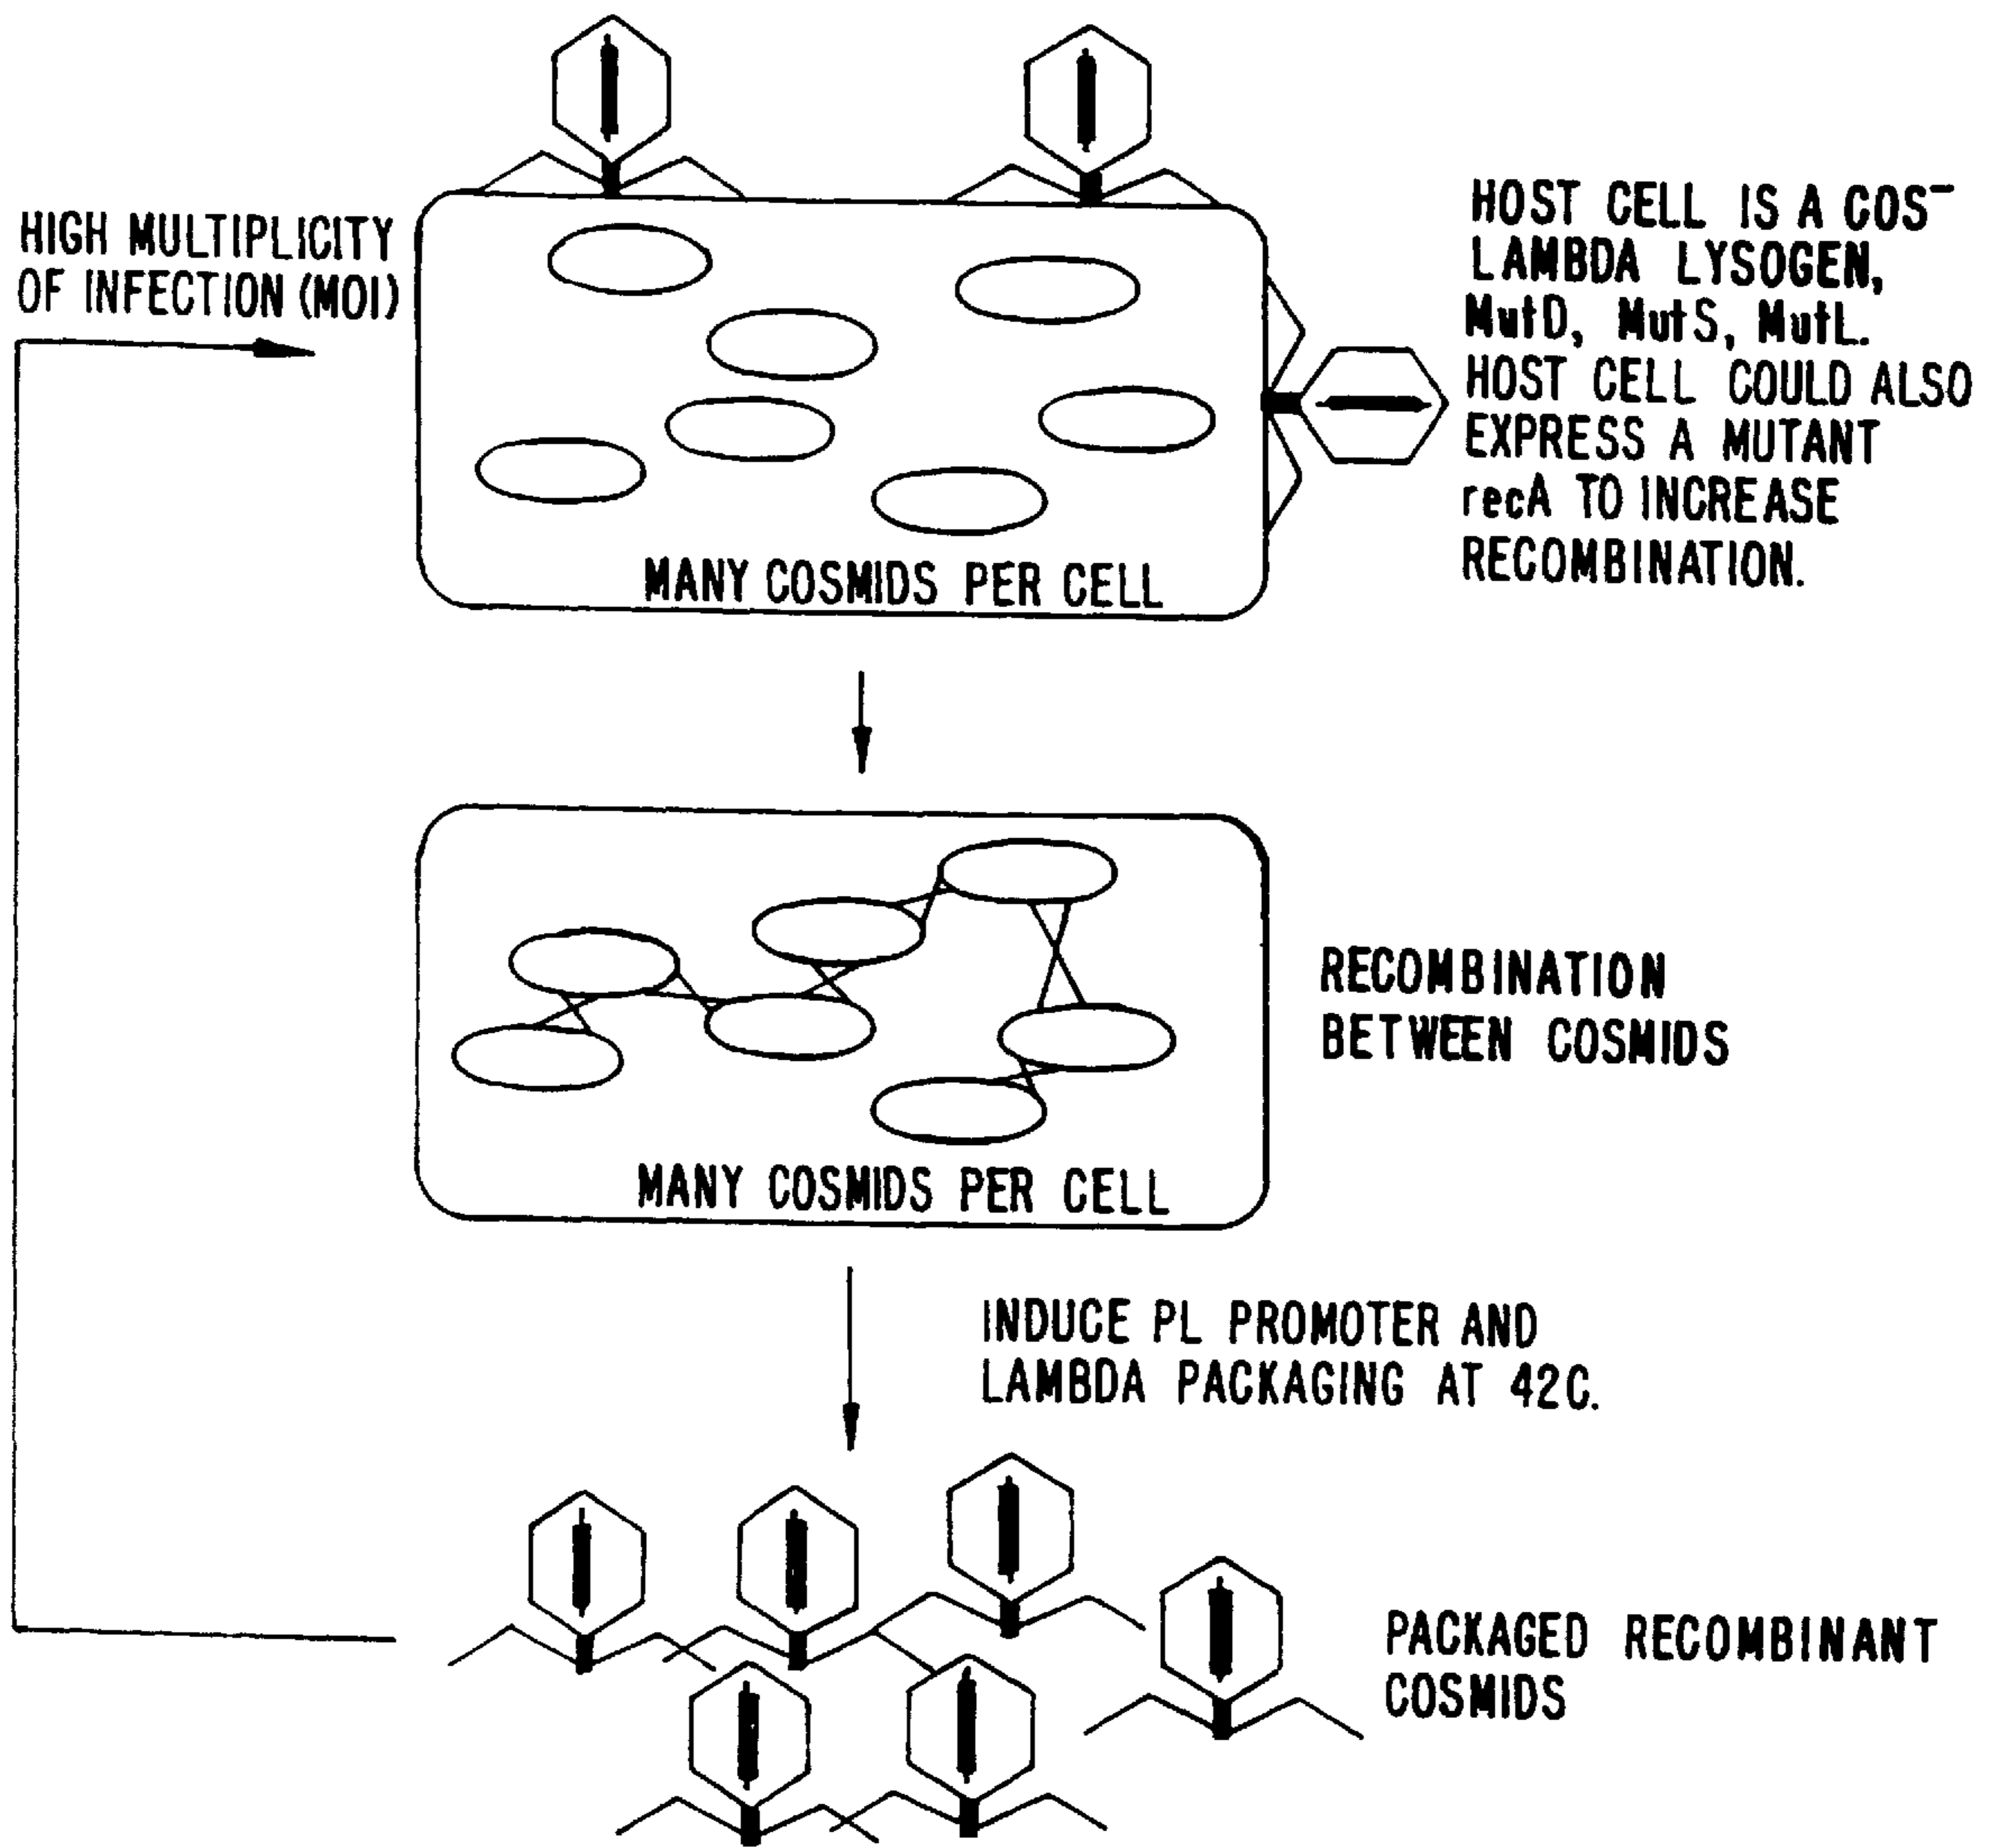 HIGH MULTIPLICITY
OF INFECTION (MOI)
HOST CELL IS A COS⁻
LAMBDA LYSOGEN,
MutD, MutS, MutL.
HOST CELL COULD ALSO
EXPRESS A MUTANT
recA TO INCREASE
RECOMBINATION.
MANY COSMIDS PER CELL
RECOMBINATION
BETWEEN COSMIDS
MANY COSMIDS PER CELL
INDUCE PL PROMOTER AND
LAMBDA PACKAGING AT 42C.
PACKAGED RECOMBINANT
COSMIDS